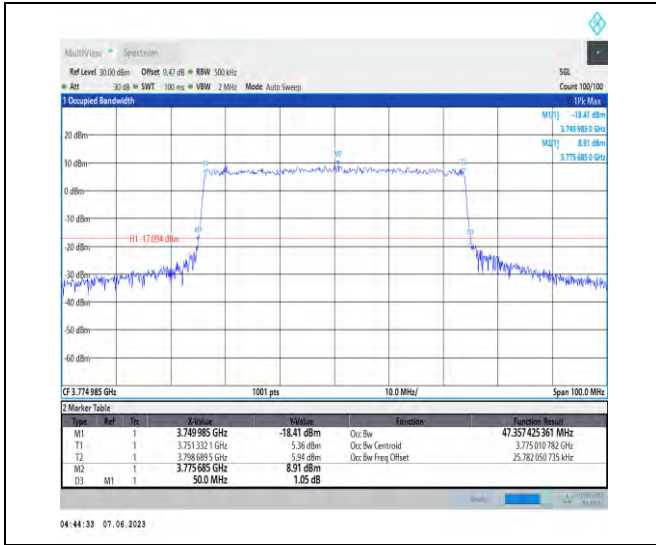 MultiView Spectrum
Ref Level 30.00 dBm Offset 9.47 dB RBW 500 kHz SGL
Att 30 dB SWT 100 ms VBW 2 MHz Mode Auto Sweep Count 100/100
1 Occupied Bandwidth 1Pk Max
M1[1] -18.41 dBm
3.749 985 0 GHz
M2[1] 8.91 dBm
3.775 685 0 GHz
20 dBm
10 dBm
0 dBm
-10 dBm
H1 -17.094 dBm
-20 dBm
-30 dBm
-40 dBm
-50 dBm
-60 dBm
T1
M2
T2
M1
D3
CF 3.774 985 GHz 1001 pts 10.0 MHz/ Span 100.0 MHz
2 Marker Table
Type Ref Trc X-Value Y-Value Function Function Result
M1 1 3.749 985 GHz -18.41 dBm Occ Bw 47.357 425 361 MHz
T1 1 3.751 332 1 GHz 5.36 dBm Occ Bw Centroid 3.775 010 782 GHz
T2 1 3.798 689 5 GHz 5.94 dBm Occ Bw Freq Offset 25.782 050 735 kHz
M2 1 3.775 685 GHz 8.91 dBm
D3 M1 1 50.0 MHz 1.05 dB
04:44:33 07.06.2023